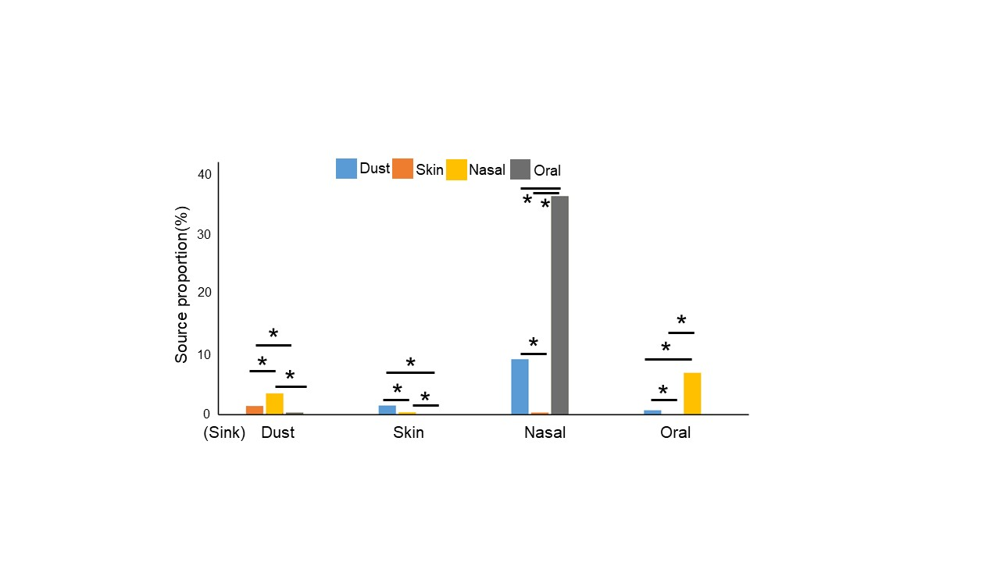 Dust Skin Nasal Oral
Source proportion(%)
40
30
20
10
0
* * *
* * *
* * *
* * *
(Sink) Dust Skin Nasal Oral